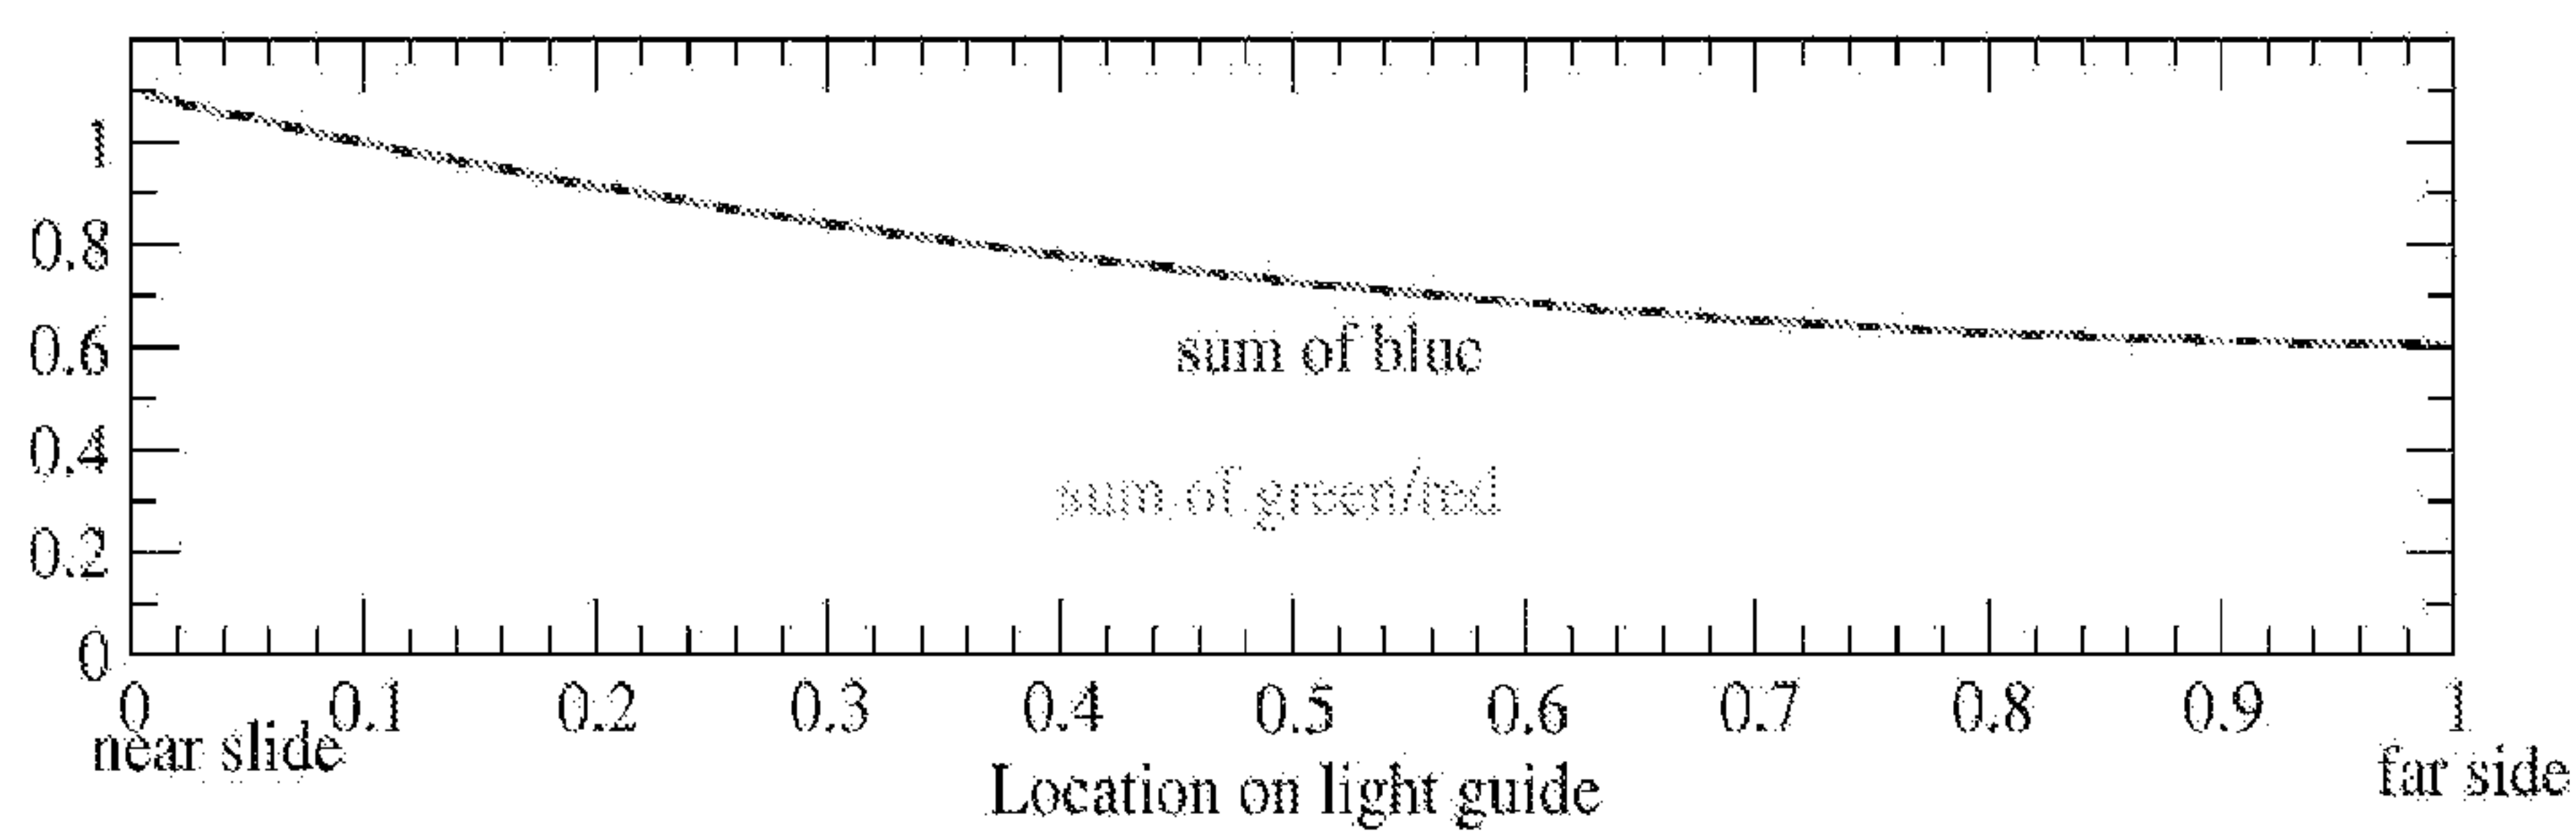 1
0.8
0.6
0.4
0.2
0
sum of blue
sum of green/red
0 0.1 0.2 0.3 0.4 0.5 0.6 0.7 0.8 0.9 1
near slide
far side
Location on light guide